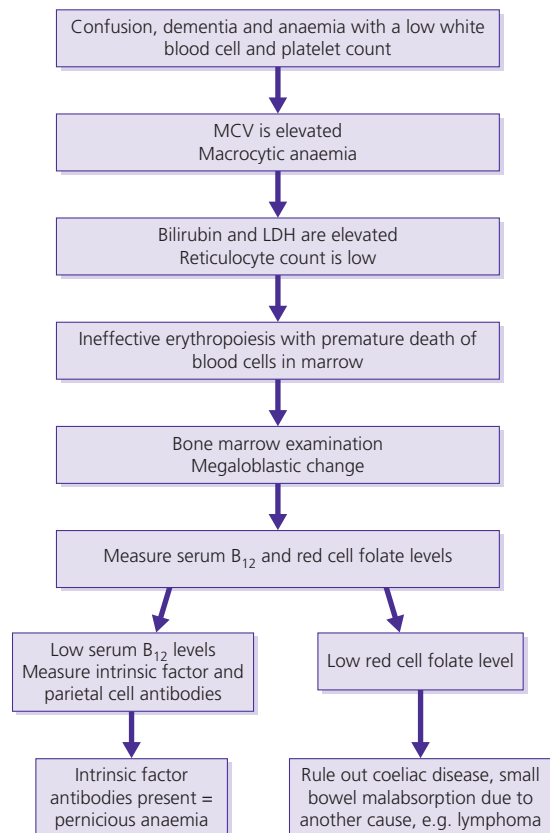 Confusion, dementia and anaemia with a low white
blood cell and platelet count
MCV is elevated
Macrocytic anaemia
Bilirubin and LDH are elevated
Reticulocyte count is low
Ineffective erythropoiesis with premature death of
blood cells in marrow
Bone marrow examination
Megaloblastic change
Measure serum B₁₂ and red cell folate levels
Low serum B₁₂ levels
Measure intrinsic factor and
parietal cell antibodies
Low red cell folate level
Intrinsic factor
antibodies present =
pernicious anaemia
Rule out coeliac disease, small
bowel malabsorption due to
another cause, e.g. lymphoma